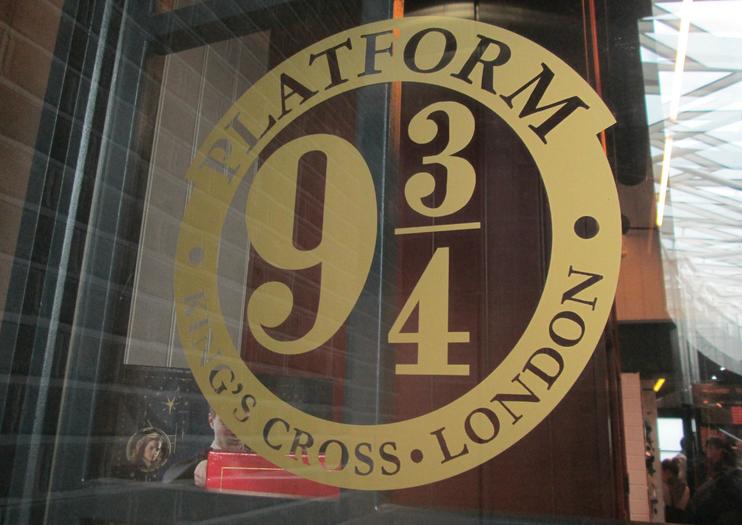 PLATFORM
9 3/4
KING'S CROSS • LONDON